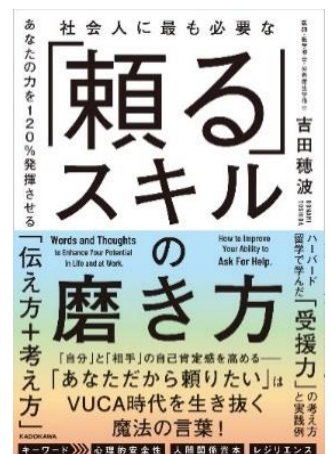 社会人に最も必要な
「頼る」
スキル
の
磨き方
あなたの力を120%発揮させる
「伝え方+考え方」
吉田穂波
HONAMI
YOSHIDA
ハーバード
留学で学んだ「受援力」の考え方
と実践例
Words and Thoughts
to Enhance Your Potential
in Life and at Work.
How to Improve
Your Ability to
Ask For Help.
「自分」と「相手」の自己肯定感を高める——
「あなただから頼りたい」は
VUCA時代を生き抜く
魔法の言葉！
KADOKAWA
キーワード 心理的安全性 人間関係資本 レジリエンス